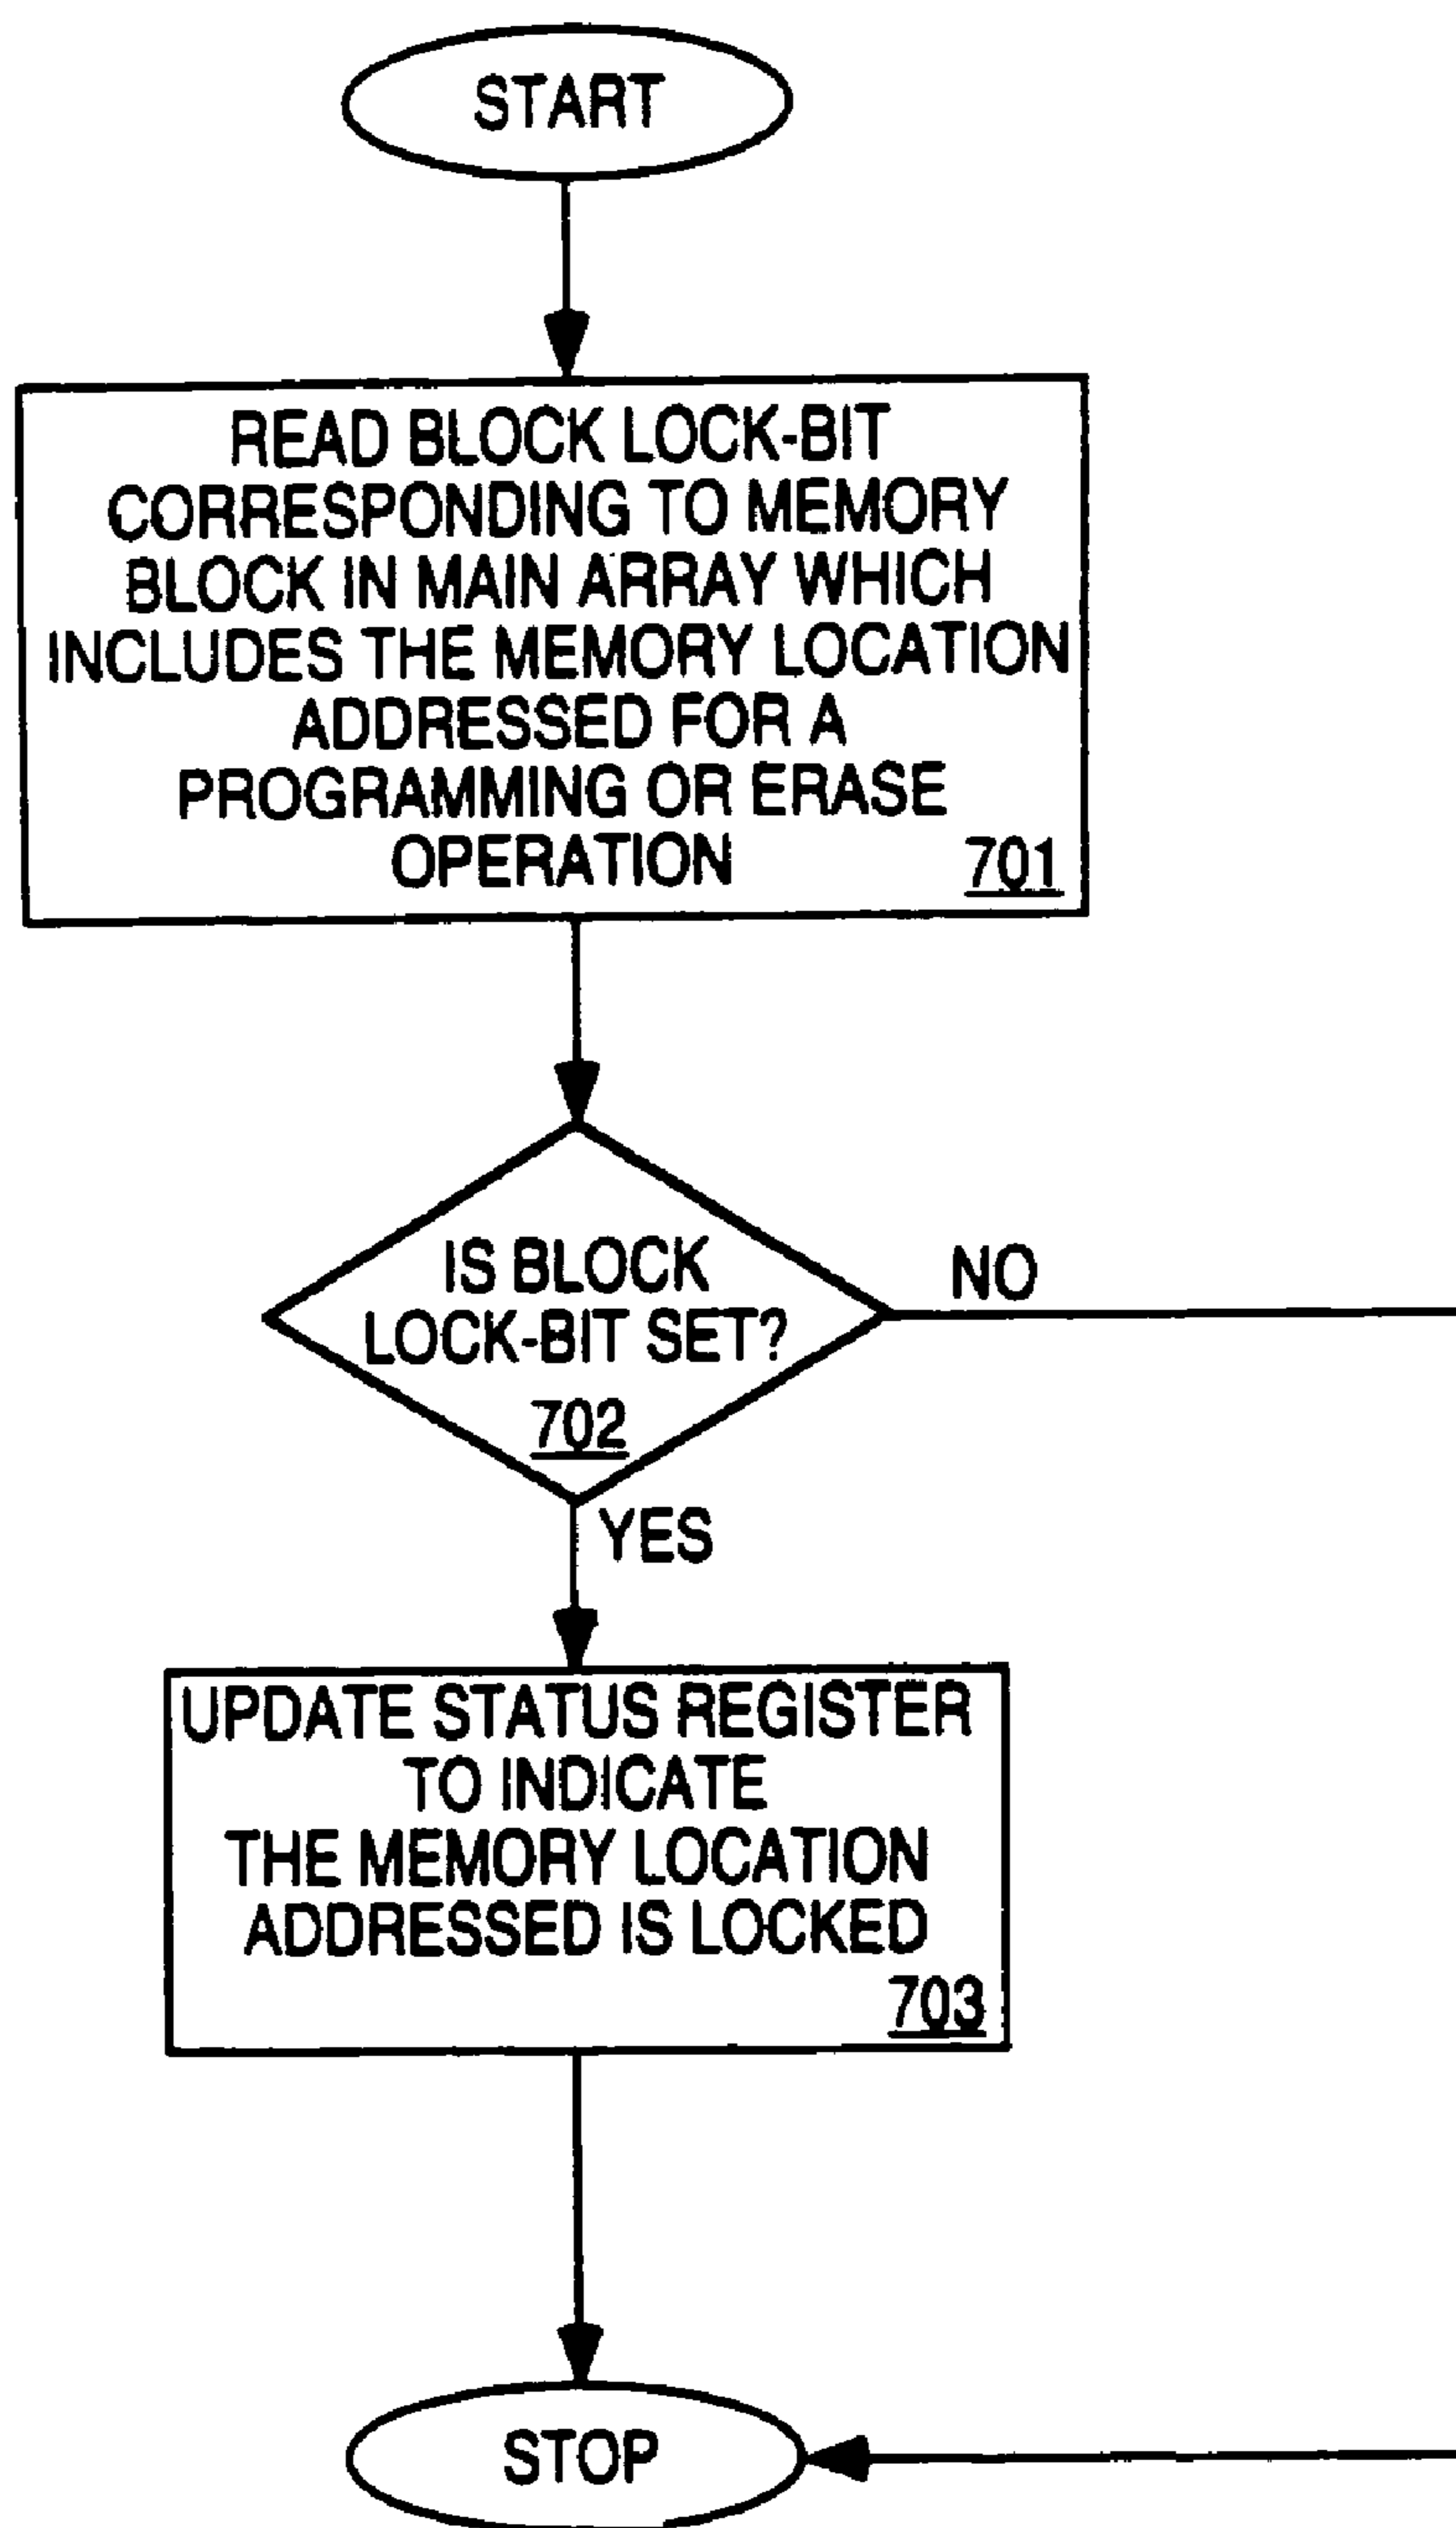 START
READ BLOCK LOCK-BIT
CORRESPONDING TO MEMORY
BLOCK IN MAIN ARRAY WHICH
INCLUDES THE MEMORY LOCATION
ADDRESSED FOR A
PROGRAMMING OR ERASE
OPERATION 701
IS BLOCK
LOCK-BIT SET?
702
NO
YES
UPDATE STATUS REGISTER
TO INDICATE
THE MEMORY LOCATION
ADDRESSED IS LOCKED
703
STOP